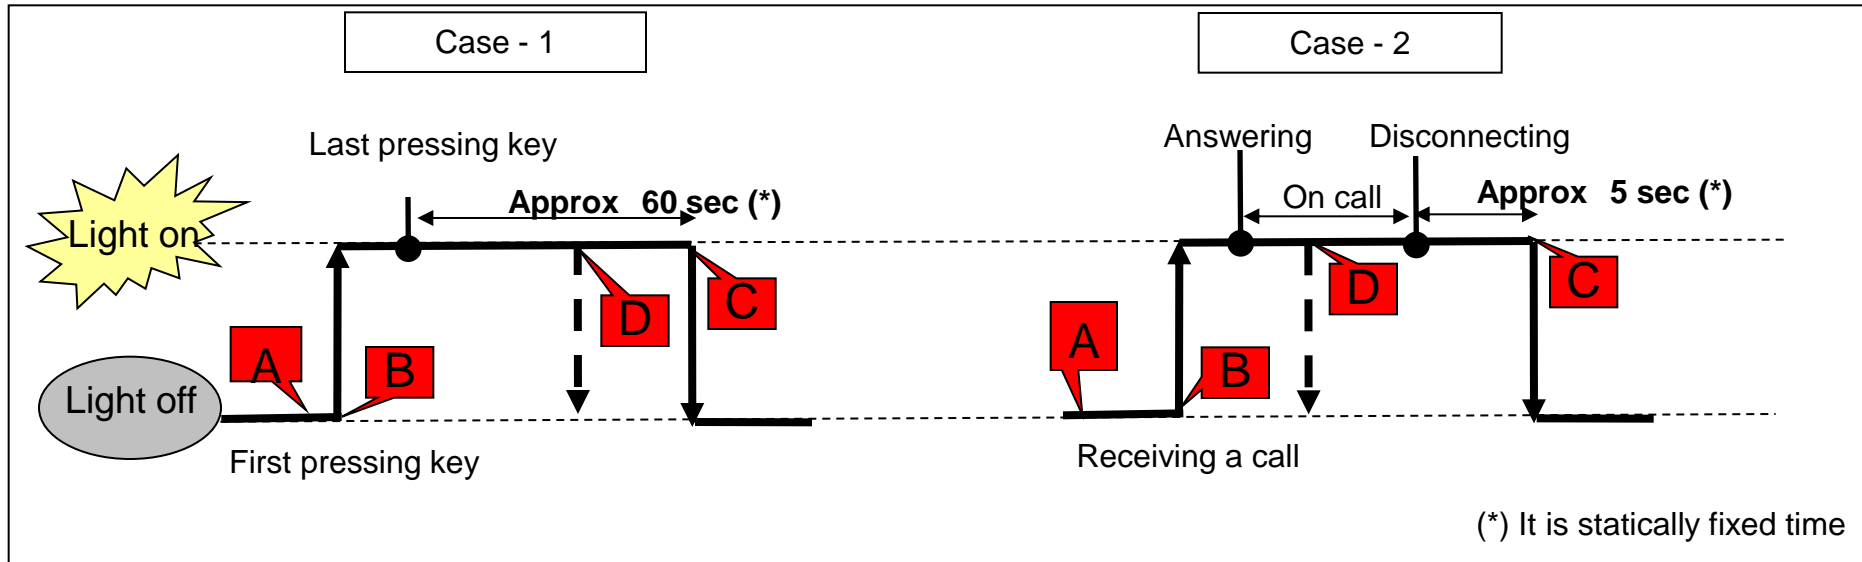 Case - 1
Case - 2
Last pressing key
Answering
Disconnecting
Approx 60 sec (*)
On call
Approx 5 sec (*)
Light on
D
C
D
C
A
B
A
B
Light off
First pressing key
Receiving a call
(*) It is statically fixed time